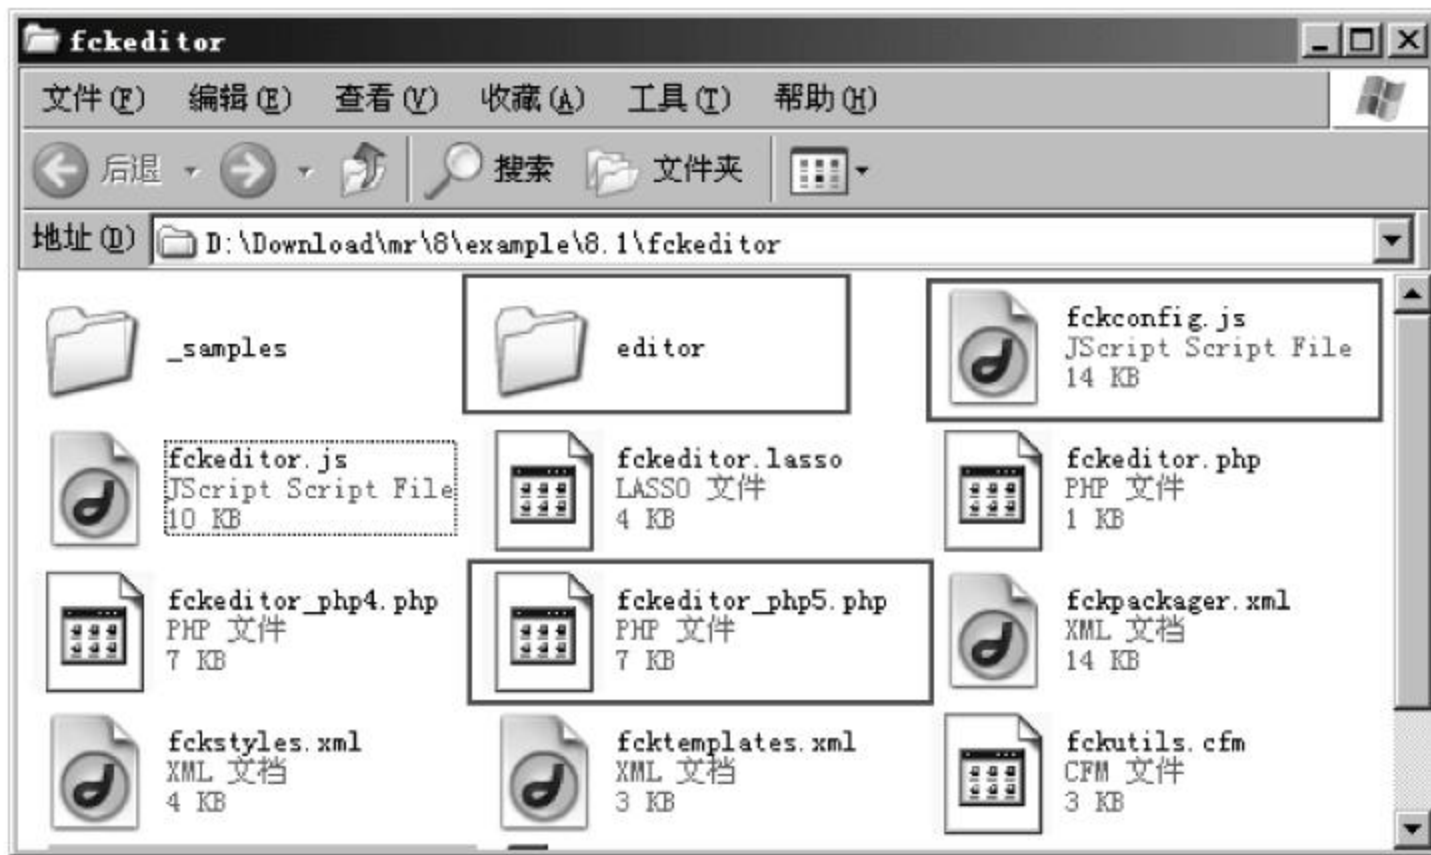 fckeditor
文件(F) 编辑(E) 查看(V) 收藏(A) 工具(T) 帮助(H)
后退 搜索 文件夹
地址(D) D:\Download\mr\8\example\8.1\fckeditor
_samples
editor
fckconfig.js
JScript Script File
14 KB
fckeditor.js
JScript Script File
10 KB
fckeditor.lasso
LASSO 文件
4 KB
fckeditor.php
PHP 文件
1 KB
fckeditor_php4.php
PHP 文件
7 KB
fckeditor_php5.php
PHP 文件
7 KB
fckpackager.xml
XML 文档
14 KB
fckstyles.xml
XML 文档
4 KB
fcktemplates.xml
XML 文档
3 KB
fckutils.cfm
CFM 文件
3 KB